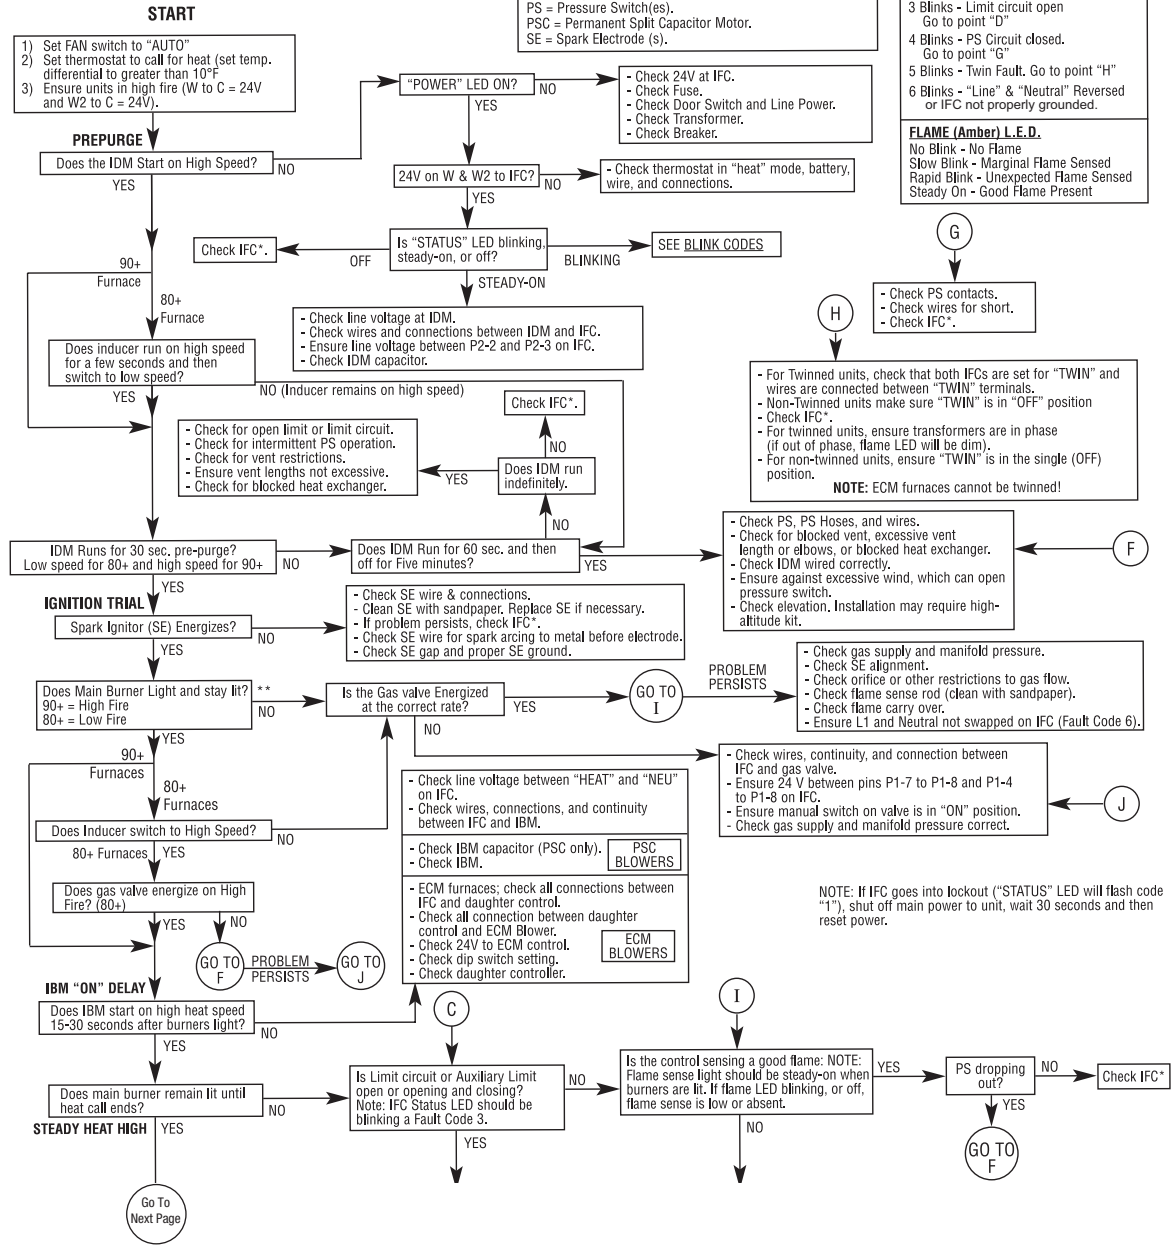 START
1) Set FAN switch to “AUTO”
2) Set thermostat to call for heat (set temp.
differential to greater than 10°F
3) Ensure units in high fire (W to C = 24V
and W2 to C = 24V).
PS = Pressure Switch(es).
PSC = Permanent Split Capacitor Motor.
SE = Spark Electrode (s).
3 Blinks - Limit circuit open
Go to point “D”
4 Blinks - PS Circuit closed.
Go to point “G”
5 Blinks - Twin Fault. Go to point “H”
6 Blinks - “Line” & “Neutral” Reversed
or IFC not properly grounded.
FLAME (Amber) L.E.D.
No Blink - No Flame
Slow Blink - Marginal Flame Sensed
Rapid Blink - Unexpected Flame Sensed
Steady On - Good Flame Present
PREPURGE
Does the IDM Start on High Speed?
NO
YES
“POWER” LED ON?
NO
YES
- Check 24V at IFC.
- Check Fuse.
- Check Door Switch and Line Power.
- Check Transformer.
- Check Breaker.
24V on W & W2 to IFC?
NO
YES
- Check thermostat in “heat” mode, battery,
wire, and connections.
Check IFC*.
OFF
Is “STATUS” LED blinking,
steady-on, or off?
BLINKING
SEE BLINK CODES
STEADY-ON
- Check line voltage at IDM.
- Check wires and connections between IDM and IFC.
- Ensure line voltage between P2-2 and P2-3 on IFC.
- Check IDM capacitor.
G
- Check PS contacts.
- Check wires for short.
- Check IFC*.
H
- For Twinned units, check that both IFCs are set for “TWIN” and
wires are connected between “TWIN” terminals.
- Non-Twinned units make sure “TWIN” is in “OFF” position
- Check IFC*.
- For twinned units, ensure transformers are in phase
(if out of phase, flame LED will be dim).
- For non-twinned units, ensure “TWIN” is in the single (OFF)
position.
NOTE: ECM furnaces cannot be twinned!
90+
Furnace
80+
Furnace
Does inducer run on high speed
for a few seconds and then
switch to low speed?
NO (Inducer remains on high speed)
YES
Check IFC*.
NO
- Check for open limit or limit circuit.
- Check for intermittent PS operation.
- Check for vent restrictions.
- Ensure vent lengths not excessive.
- Check for blocked heat exchanger.
YES
Does IDM run
indefinitely.
NO
IDM Runs for 30 sec. pre-purge?
Low speed for 80+ and high speed for 90+
NO
YES
Does IDM Run for 60 sec. and then
off for Five minutes?
YES
- Check PS, PS Hoses, and wires.
- Check for blocked vent, excessive vent
length or elbows, or blocked heat exchanger.
- Check IDM wired correctly.
- Ensure against excessive wind, which can open
pressure switch.
- Check elevation. Installation may require high-
altitude kit.
F
IGNITION TRIAL
Spark Ignitor (SE) Energizes?
NO
YES
- Check SE wire & connections.
- Clean SE with sandpaper. Replace SE if necessary.
- If problem persists, check IFC*.
- Check SE wire for spark arcing to metal before electrode.
- Check SE gap and proper SE ground.
Does Main Burner Light and stay lit?
90+ = High Fire
80+ = Low Fire
**
NO
YES
Is the Gas valve Energized
at the correct rate?
YES
NO
GO TO
I
PROBLEM
PERSISTS
- Check gas supply and manifold pressure.
- Check SE alignment.
- Check orifice or other restrictions to gas flow.
- Check flame sense rod (clean with sandpaper).
- Check flame carry over.
- Ensure L1 and Neutral not swapped on IFC (Fault Code 6).
- Check wires, continuity, and connection between
IFC and gas valve.
- Ensure 24 V between pins P1-7 to P1-8 and P1-4
to P1-8 on IFC.
- Ensure manual switch on valve is in “ON” position.
- Check gas supply and manifold pressure correct.
J
90+
Furnaces
80+
Furnaces
Does Inducer switch to High Speed?
NO
80+ Furnaces
YES
Does gas valve energize on High
Fire? (80+)
YES
NO
GO TO
F
PROBLEM
PERSISTS
GO TO
J
- Check line voltage between “HEAT” and “NEU”
on IFC.
- Check wires, connections, and continuity
between IFC and IBM.
- Check IBM capacitor (PSC only).
- Check IBM.
PSC
BLOWERS
- ECM furnaces; check all connections between
IFC and daughter control.
- Check all connection between daughter
control and ECM Blower.
- Check 24V to ECM control.
- Check dip switch setting.
- Check daughter controller.
ECM
BLOWERS
NOTE: If IFC goes into lockout (“STATUS” LED will flash code
“1”), shut off main power to unit, wait 30 seconds and then
reset power.
IBM “ON” DELAY
Does IBM start on high heat speed
15-30 seconds after burners light?
NO
YES
C
I
Does main burner remain lit until
heat call ends?
NO
STEADY HEAT HIGH
YES
Is Limit circuit or Auxiliary Limit
open or opening and closing?
Note: IFC Status LED should be
blinking a Fault Code 3.
NO
YES
Is the control sensing a good flame: NOTE:
Flame sense light should be steady-on when
burners are lit. If flame LED blinking, or off,
flame sense is low or absent.
YES
NO
PS dropping
out?
NO
YES
Check IFC*
GO TO
F
Go To
Next Page